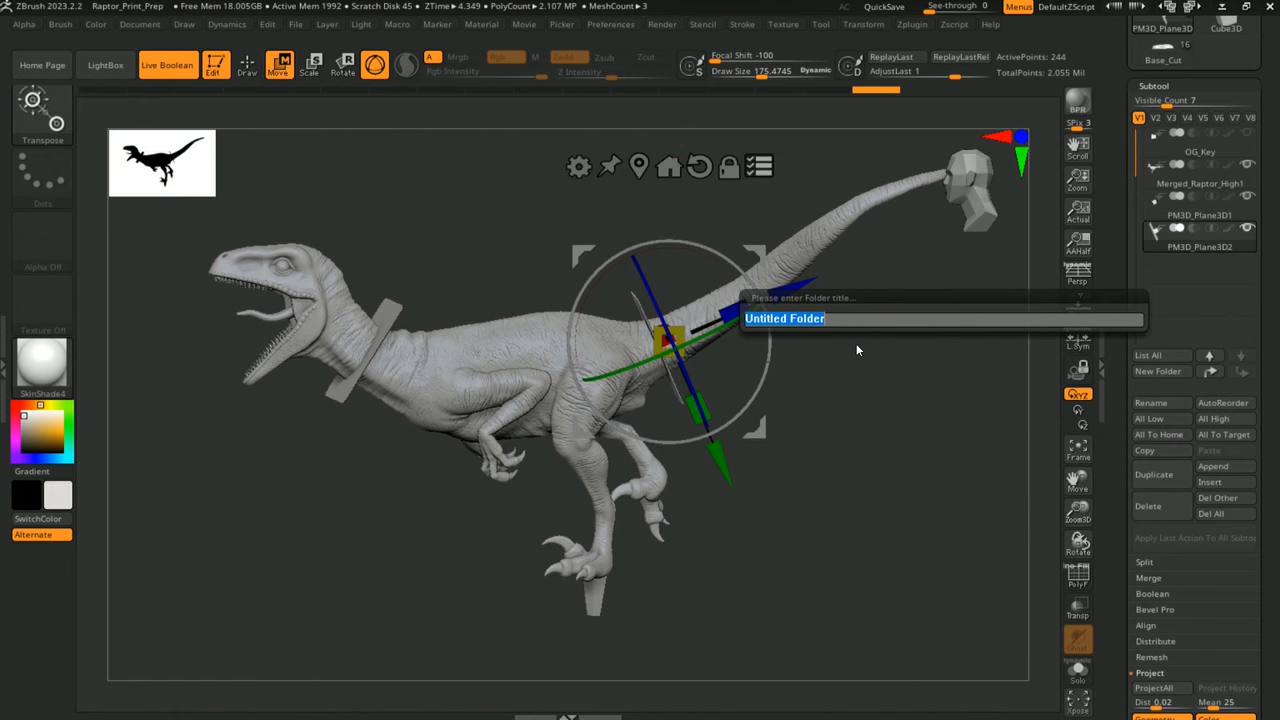 ZBrush 2023.2.2 Raptor_Print_Prep • Free Mem 18.005GB • Active Mem 1992 • Scratch Disk 45 • ZTime▸4.349 • PolyCount▸2.107 MP • MeshCount▸3 AC QuickSave See-through 0 Menus DefaultZScript
Alpha Brush Color Document Draw Dynamics Edit File Layer Light Macro Marker Material Movie Picker Preferences Render Stencil Stroke Texture Tool Transform Zplugin Zscript Help
PM3D_Plane3D Cube3D
16
Base_Cut
Home Page LightBox Live Boolean Edit Draw Move Scale Rotate
A Mrgb Rgb M Zadd Zsub Zcut
Rgb Intensity Z Intensity
S Focal Shift -100
Draw Size 175.4745 Dynamic
D ReplayLast ReplayLastRel
AdjustLast 1
ActivePoints: 244
TotalPoints: 2.055 Mil
Transpose
Dots
Alpha Off
Texture Off
SkinShade4
Gradient
SwitchColor
Alternate
Please enter Folder title...
Untitled Folder
BPR
SPix 3
Scroll
Zoom
Actual
AAHalf
Dynamic
Persp
L.Sym
XYZ
Frame
Move
Zoom3D
Rotate
PolyF
Transp
Ghost
Dynamic
Solo
Xpose
Subtool
Visible Count 7
V1 V2 V3 V4 V5 V6 V7 V8
OG_Key
Merged_Raptor_High1
PM3D_Plane3D1
PM3D_Plane3D2
List All
New Folder
Rename AutoReorder
All Low All High
All To Home All To Target
Copy Paste
Duplicate Append
Insert
Delete Del Other
Del All
Apply Last Action To All Subtoo
Split
Merge
Boolean
Bevel Pro
Align
Distribute
Remesh
Project
ProjectAll Project History
Dist 0.02 Mean 25